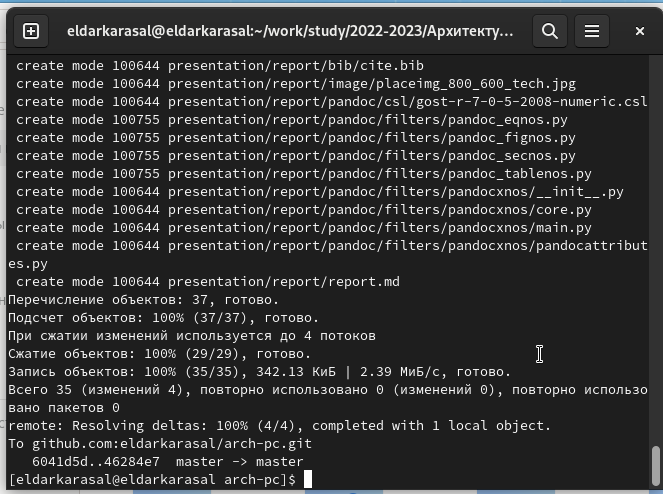 eldarkarasal@eldarkarasal:~/work/study/2022-2023/Архитекту...
create mode 100644 presentation/report/bib/cite.bib
create mode 100644 presentation/report/image/placeimg_800_600_tech.jpg
create mode 100644 presentation/report/pandoc/csl/gost-r-7-0-5-2008-numeric.csl
create mode 100755 presentation/report/pandoc/filters/pandoc_eqnos.py
create mode 100755 presentation/report/pandoc/filters/pandoc_fignos.py
create mode 100755 presentation/report/pandoc/filters/pandoc_secnos.py
create mode 100755 presentation/report/pandoc/filters/pandoc_tablenos.py
create mode 100644 presentation/report/pandoc/filters/pandocxnos/__init__.py
create mode 100644 presentation/report/pandoc/filters/pandocxnos/core.py
create mode 100644 presentation/report/pandoc/filters/pandocxnos/main.py
create mode 100644 presentation/report/pandoc/filters/pandocxnos/pandocattribut
es.py
create mode 100644 presentation/report/report.md
Перечисление объектов: 37, готово.
Подсчет объектов: 100% (37/37), готово.
При сжатии изменений используется до 4 потоков
Сжатие объектов: 100% (29/29), готово.
Запись объектов: 100% (35/35), 342.13 КиБ | 2.39 МиБ/с, готово.
Всего 35 (изменений 4), повторно использовано 0 (изменений 0), повторно использо
вано пакетов 0
remote: Resolving deltas: 100% (4/4), completed with 1 local object.
To github.com:eldarkarasal/arch-pc.git
6041d5d..46284e7  master -> master
[eldarkarasal@eldarkarasal arch-pc]$